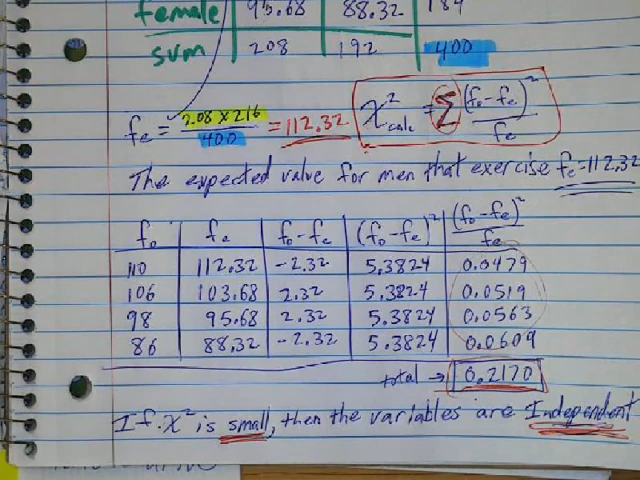 female 95.68 88.32 184
sum 208 192 400
fe = 208 x 216 / 400 = 112.32 χ²calc = Σ (fo - fe)² / fe
The expected value for men that exercise fe = 112.32
fo fe fo - fe (fo - fe)² (fo - fe)² / fe
110 112.32 -2.32 5.3824 0.0479
106 103.68 2.32 5.3824 0.0519
98 95.68 2.32 5.3824 0.0563
86 88.32 -2.32 5.3824 0.0609
total → 0.2170
If χ² is small, then the variables are Independent